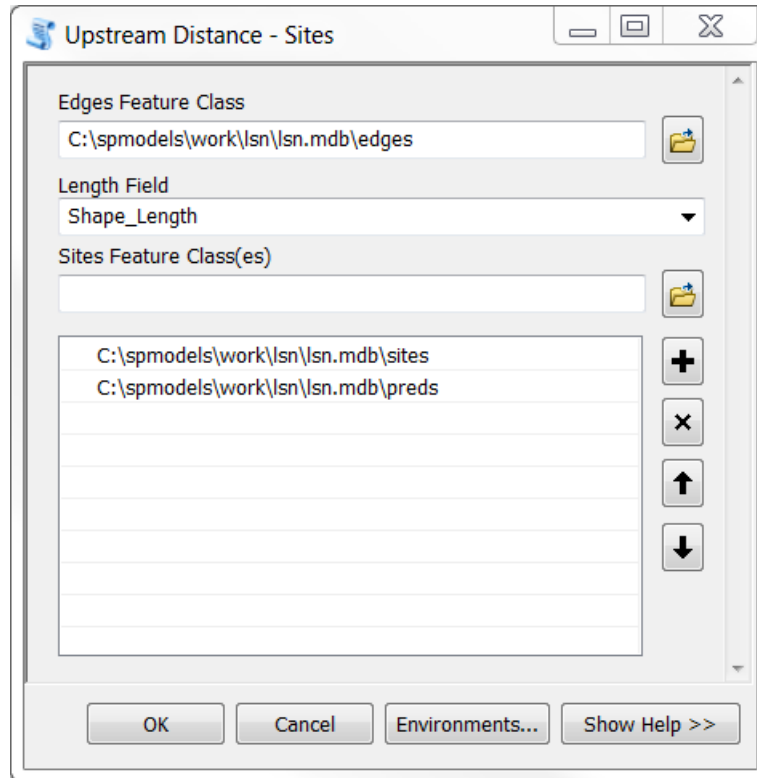 Upstream Distance - Sites
Edges Feature Class
C:\spmodels\work\lsn\lsn.mdb\edges
Length Field
Shape_Length
Sites Feature Class(es)
C:\spmodels\work\lsn\lsn.mdb\sites
C:\spmodels\work\lsn\lsn.mdb\preds
OK Cancel Environments... Show Help >>